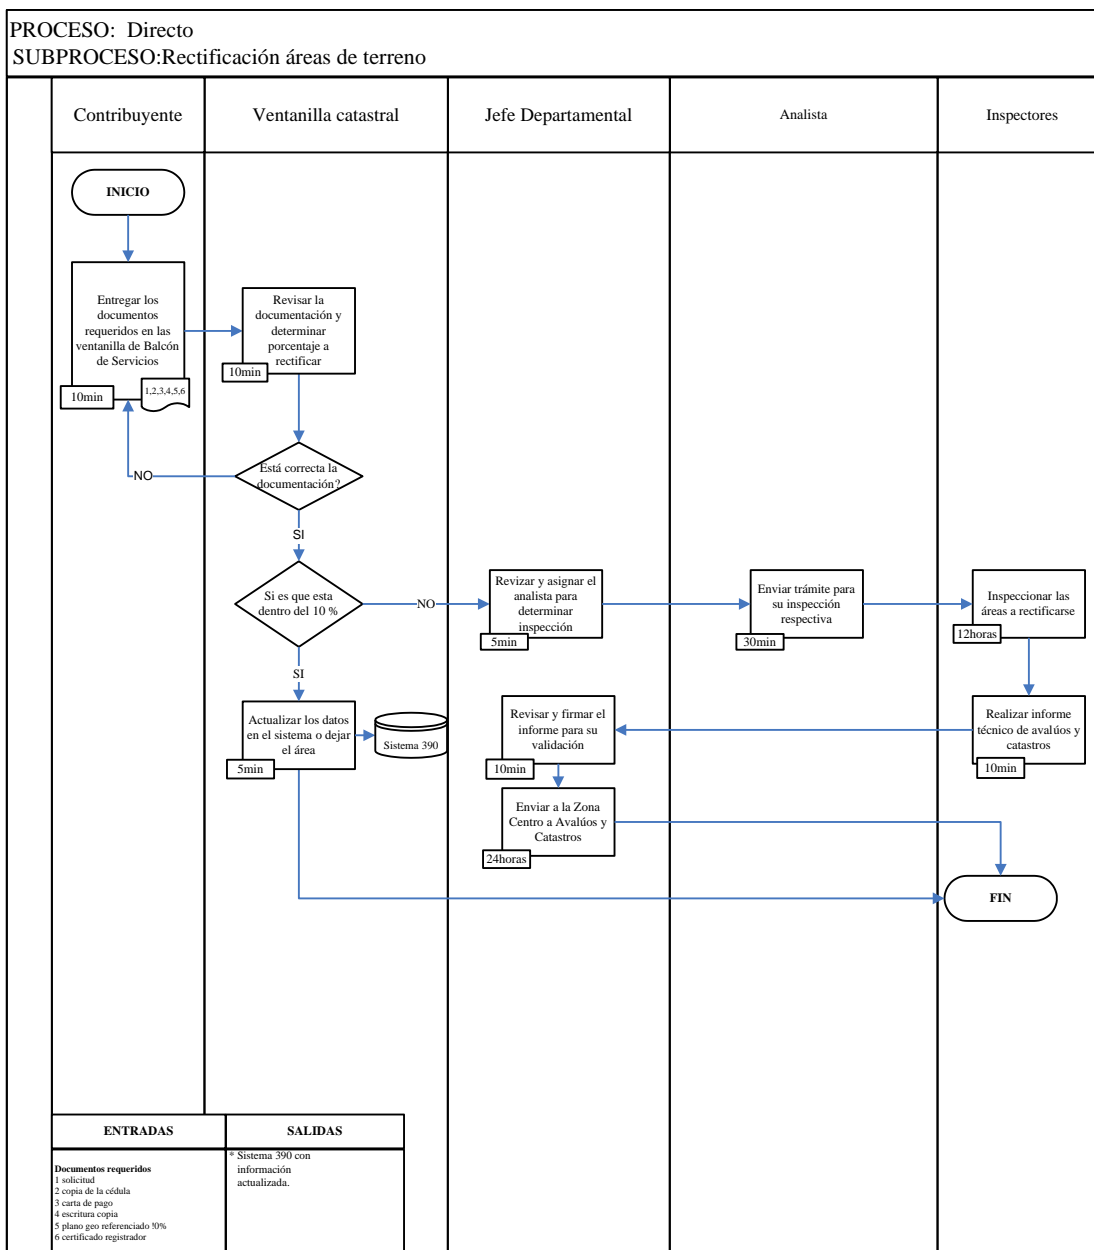 PROCESO: Directo
SUBPROCESO:Rectificación áreas de terreno
Contribuyente
Ventanilla catastral
Jefe Departamental
Analista
Inspectores
INICIO
Entregar los
documentos
requeridos en las
ventanilla de Balcón
de Servicios
10min
1,2,3,4,5,6
Revisar la
documentación y
determinar
porcentaje a
rectificar
10min
Está correcta la
documentación?
NO
SI
Si es que esta
dentro del 10 %
NO
SI
Revizar y asignar el
analista para
determinar
inspección
5min
Enviar trámite para
su inspección
respectiva
30min
Inspeccionar las
áreas a rectificarse
12horas
Actualizar los datos
en el sistema o dejar
el área
5min
Sistema 390
Revisar y firmar el
informe para su
validación
10min
Realizar informe
técnico de avalúos y
catastros
10min
Enviar a la Zona
Centro a Avalúos y
Catastros
24horas
FIN
ENTRADAS
Documentos requeridos
1 solicitud
2 copia de la cédula
3 carta de pago
4 escritura copia
5 plano geo referenciado !0%
6 certificado registrador
SALIDAS
* Sistema 390 con
información
actualizada.